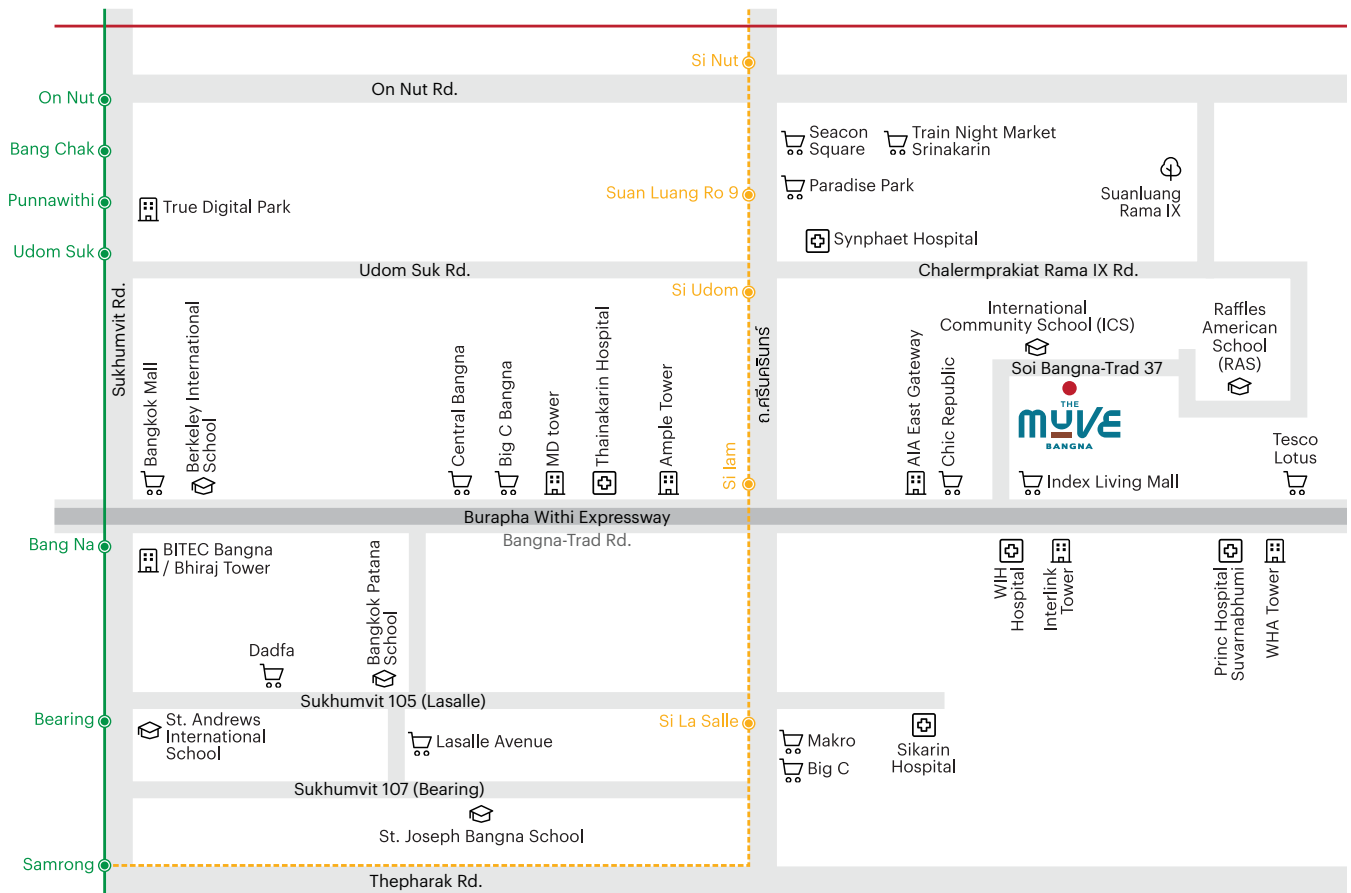 Si Nut
On Nut Rd.
On Nut
Bang Chak
Punnawithi
Udom Suk
True Digital Park
Suan Luang Ro 9
Seacon
Square
Train Night Market
Srinakarin
Paradise Park
Suanluang
Rama IX
Synphaet Hospital
Udom Suk Rd.
Chalermprakiat Rama IX Rd.
Si Udom
Sukhumvit Rd.
Bangkok Mall
Berkeley International
School
Central Bangna
Big C Bangna
MD tower
Thainakarin Hospital
Ample Tower
Si Iam
ถ.ศรีนครินทร์
AIA East Gateway
Chic Republic
International
Community School (ICS)
Soi Bangna-Trad 37
THE
MUVE
BANGNA
Raffles
American
School
(RAS)
Index Living Mall
Tesco
Lotus
Burapha Withi Expressway
Bangna-Trad Rd.
Bang Na
BITEC Bangna
/ Bhiraj Tower
Bangkok Patana
School
Dadfa
WIH
Hospital
Interlink
Tower
Princ Hospital
Suvarnabhumi
WHA Tower
Sukhumvit 105 (Lasalle)
Bearing
St. Andrews
International
School
Lasalle Avenue
Si La Salle
Makro
Big C
Sikarin
Hospital
Sukhumvit 107 (Bearing)
St. Joseph Bangna School
Samrong
Thepharak Rd.